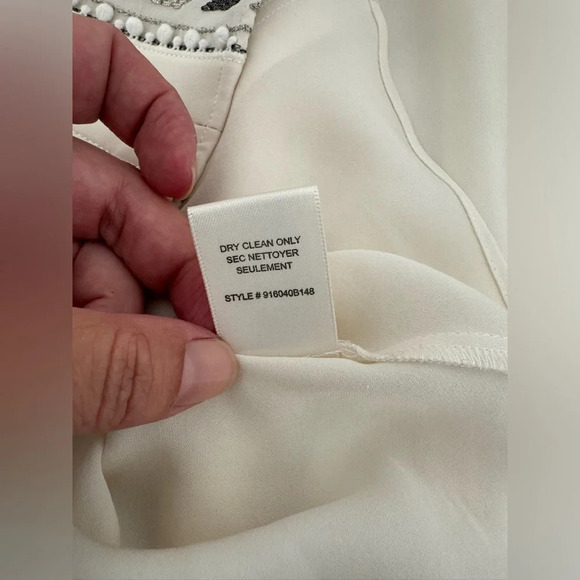 DRY CLEAN ONLY
SEC NETTOYER
SEULEMENT
STYLE # 916040B148